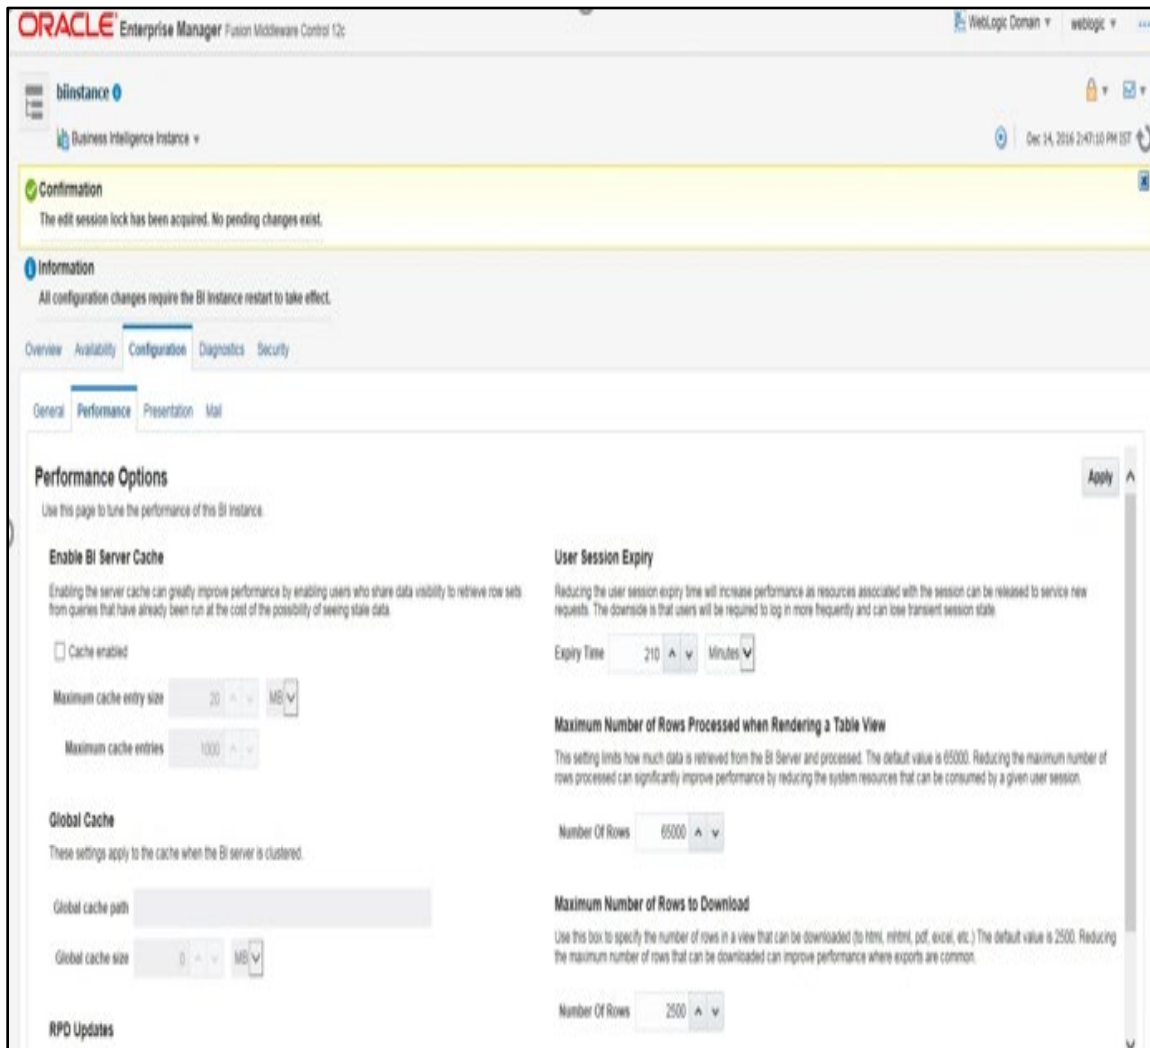 ORACLE Enterprise Manager Fusion Middleware Control 12c
WebLogic Domain
weblogic
biinstance
Business Intelligence Instance
Dec 14, 2016 2:47:10 PM IST
Confirmation
The edit session lock has been acquired. No pending changes exist.
Information
All configuration changes require the BI Instance restart to take effect.
Overview Availability Configuration Diagnostics Security
General Performance Presentation Mail
Performance Options
Apply
Use this page to tune the performance of this BI Instance.
Enable BI Server Cache
Enabling the server cache can greatly improve performance by enabling users who share data visibility to retrieve row sets
from queries that have already been run at the cost of the possibility of seeing stale data.
Cache enabled
Maximum cache entry size 20 MB
Maximum cache entries 1000
Global Cache
These settings apply to the cache when the BI server is clustered.
Global cache path
Global cache size 0 MB
RPD Updates
User Session Expiry
Reducing the user session expiry time will increase performance as resources associated with the session can be released to service new
requests. The downside is that users will be required to log in more frequently and can lose transient session state.
Expiry Time 210 Minutes
Maximum Number of Rows Processed when Rendering a Table View
This setting limits how much data is retrieved from the BI Server and processed. The default value is 65000. Reducing the maximum number of
rows processed can significantly improve performance by reducing the system resources that can be consumed by a given user session.
Number Of Rows 65000
Maximum Number of Rows to Download
Use this box to specify the number of rows in a view that can be downloaded (to html, mhtml, pdf, excel, etc.) The default value is 2500. Reducing
the maximum number of rows that can be downloaded can improve performance where exports are common.
Number Of Rows 2500